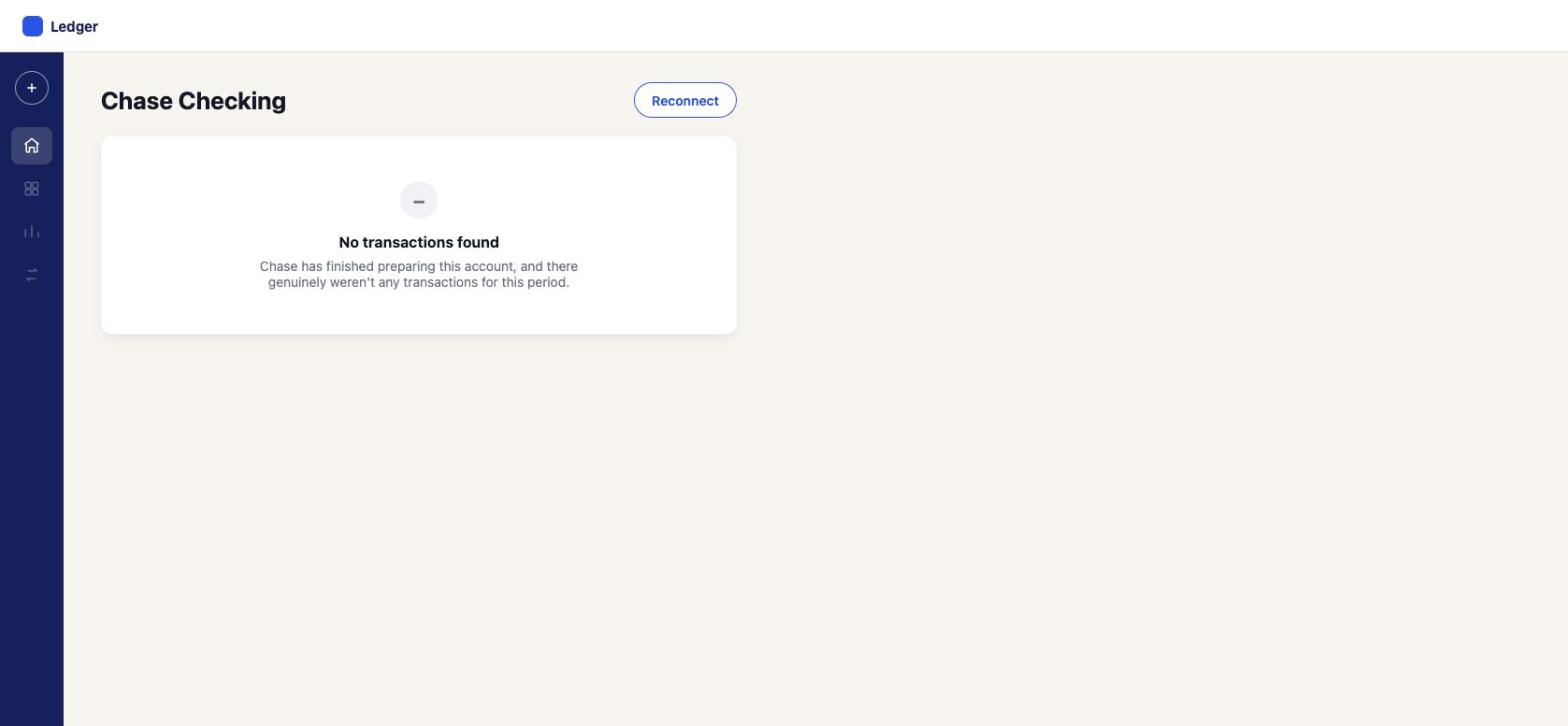 Ledger
+
Chase Checking
Reconnect
–
No transactions found
Chase has finished preparing this account, and there
genuinely weren't any transactions for this period.